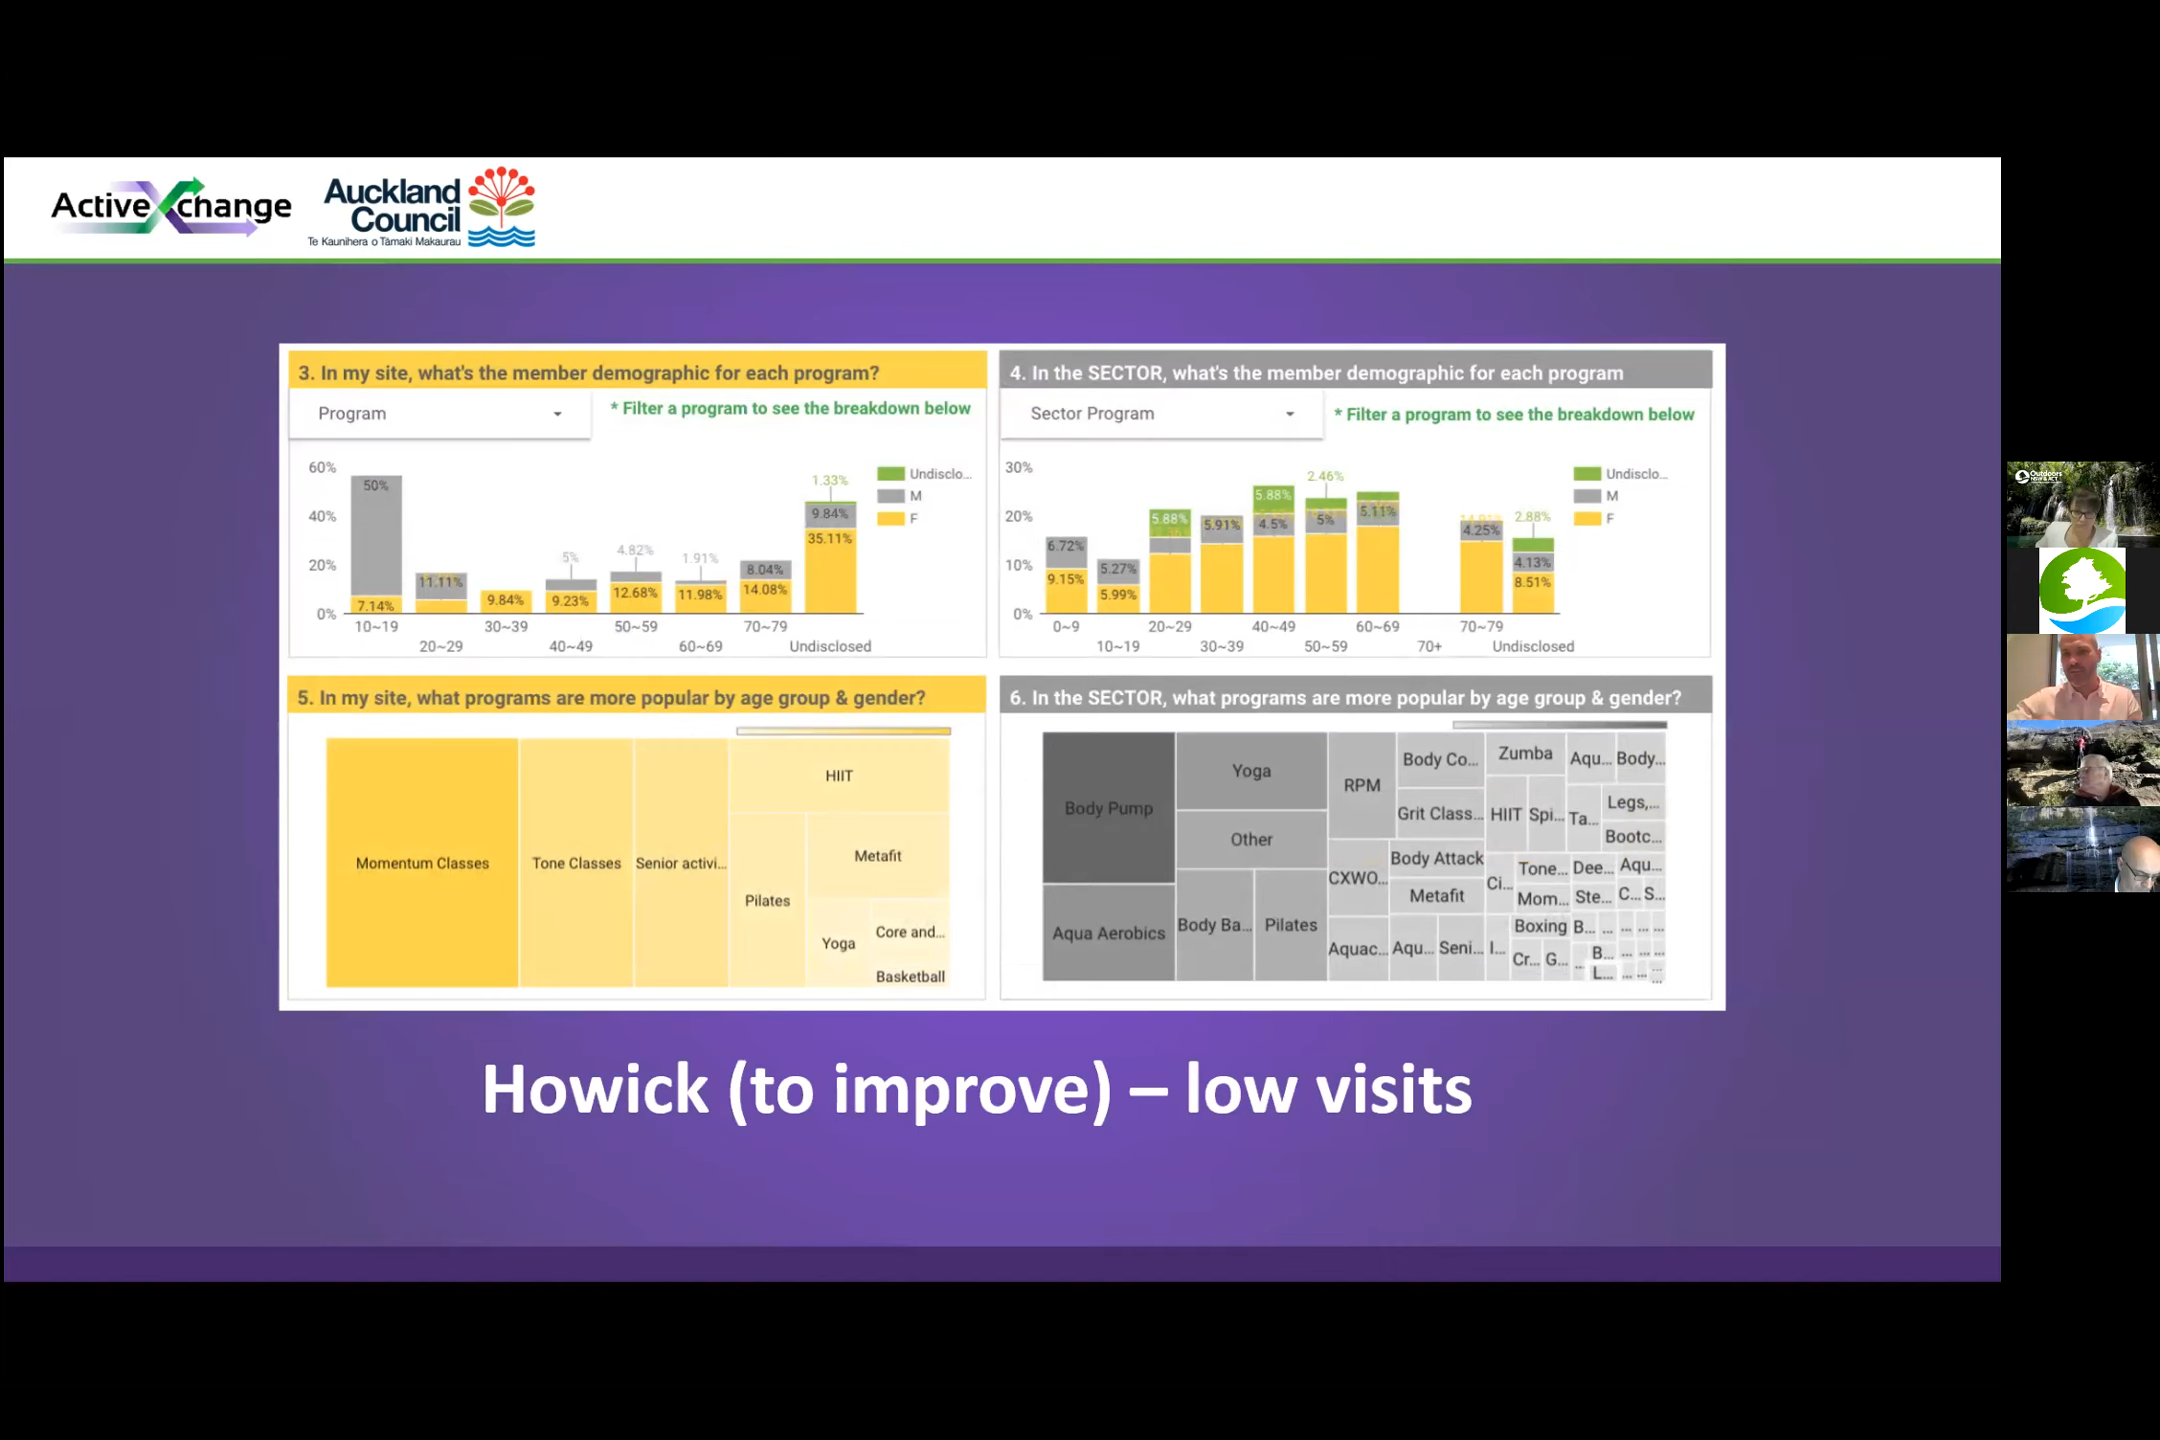 ActiveXchange
Auckland
Council
Te Kaunihera o Tāmaki Makaurau
3. In my site, what's the member demographic for each program?
Program
* Filter a program to see the breakdown below
60%
40%
20%
0%
50%
7.14%
11.11%
9.84%
5%
9.23%
4.82%
12.68%
1.91%
11.98%
8.04%
14.08%
1.33%
9.84%
35.11%
Undisclo...
M
F
10~19
30~39
50~59
70~79
20~29
40~49
60~69
Undisclosed
4. In the SECTOR, what's the member demographic for each program
Sector Program
* Filter a program to see the breakdown below
30%
20%
10%
0%
6.72%
9.15%
5.27%
5.99%
5.88%
5.91%
5.88%
4.5%
2.46%
5%
5.11%
4.25%
2.88%
4.13%
8.51%
Undisclo...
M
F
0~9
20~29
40~49
60~69
70~79
10~19
30~39
50~59
70+
Undisclosed
5. In my site, what programs are more popular by age group & gender?
Momentum Classes
Tone Classes
Senior activi...
HIIT
Pilates
Metafit
Yoga
Core and...
Basketball
6. In the SECTOR, what programs are more popular by age group & gender?
Body Pump
Aqua Aerobics
Yoga
Other
Body Ba...
Pilates
RPM
CXWO...
Aquac...
Body Co...
Grit Class...
Body Attack
Metafit
Aqu...
Seni...
Zumba
HIIT
Spi...
Aqu...
Body...
Ta...
Legs,...
Bootc...
Ci...
Tone...
Dee...
Aqu...
Mom...
Ste...
C...
S...
I...
Boxing
B...
Cr...
G...
B...
L...
Howick (to improve) – low visits
Outdoors
NSW & ACT